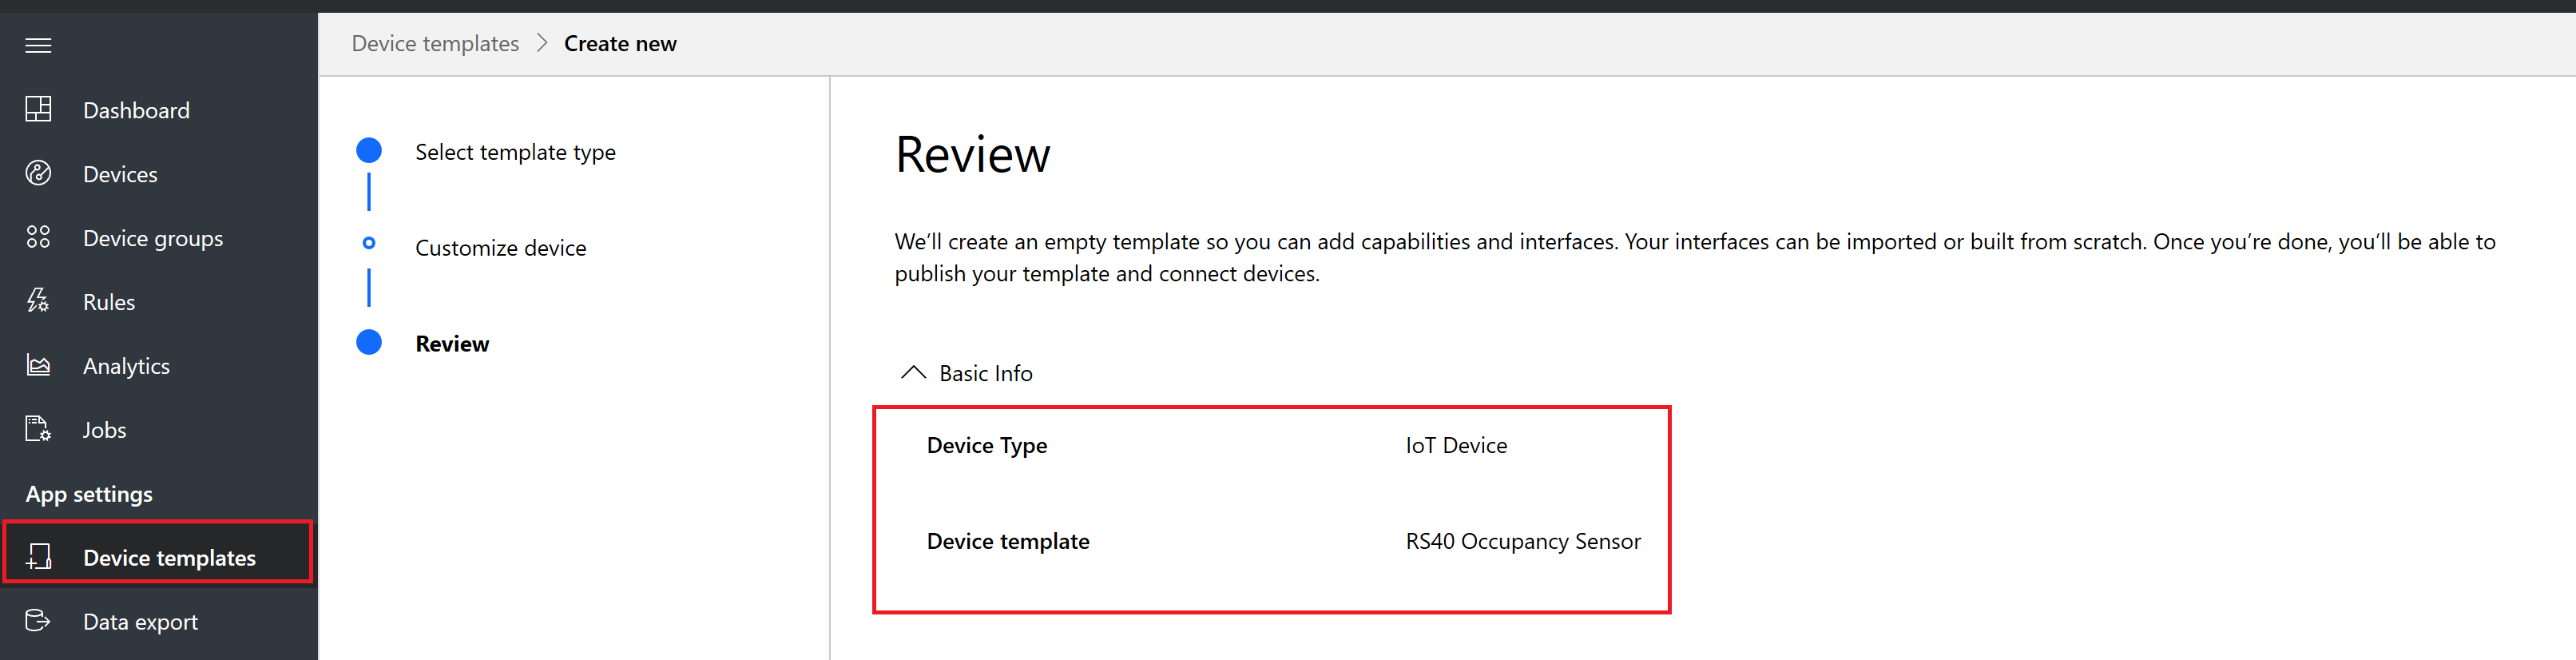 Device templates > Create new
Dashboard
Devices
Device groups
Rules
Analytics
Jobs
App settings
Device templates
Data export
Select template type
Customize device
Review
Review
We’ll create an empty template so you can add capabilities and interfaces. Your interfaces can be imported or built from scratch. Once you’re done, you’ll be able to
publish your template and connect devices.
Basic Info
Device Type IoT Device
Device template RS40 Occupancy Sensor